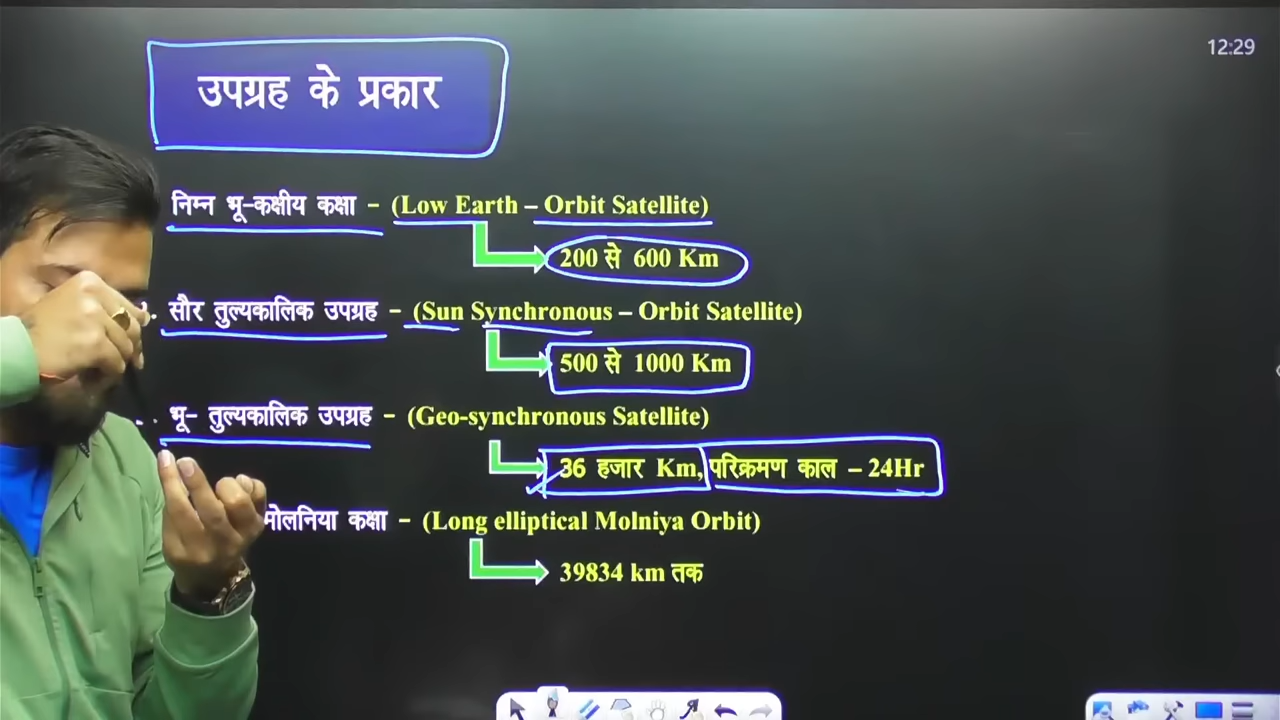 12:29
उपग्रह के प्रकार
निम्न भू-कक्षीय कक्षा - (Low Earth – Orbit Satellite)
200 से 600 Km
सौर तुल्यकालिक उपग्रह - (Sun Synchronous – Orbit Satellite)
500 से 1000 Km
भू- तुल्यकालिक उपग्रह - (Geo-synchronous Satellite)
36 हजार Km, परिक्रमण काल – 24Hr
मोलनिया कक्षा - (Long elliptical Molniya Orbit)
39834 km तक